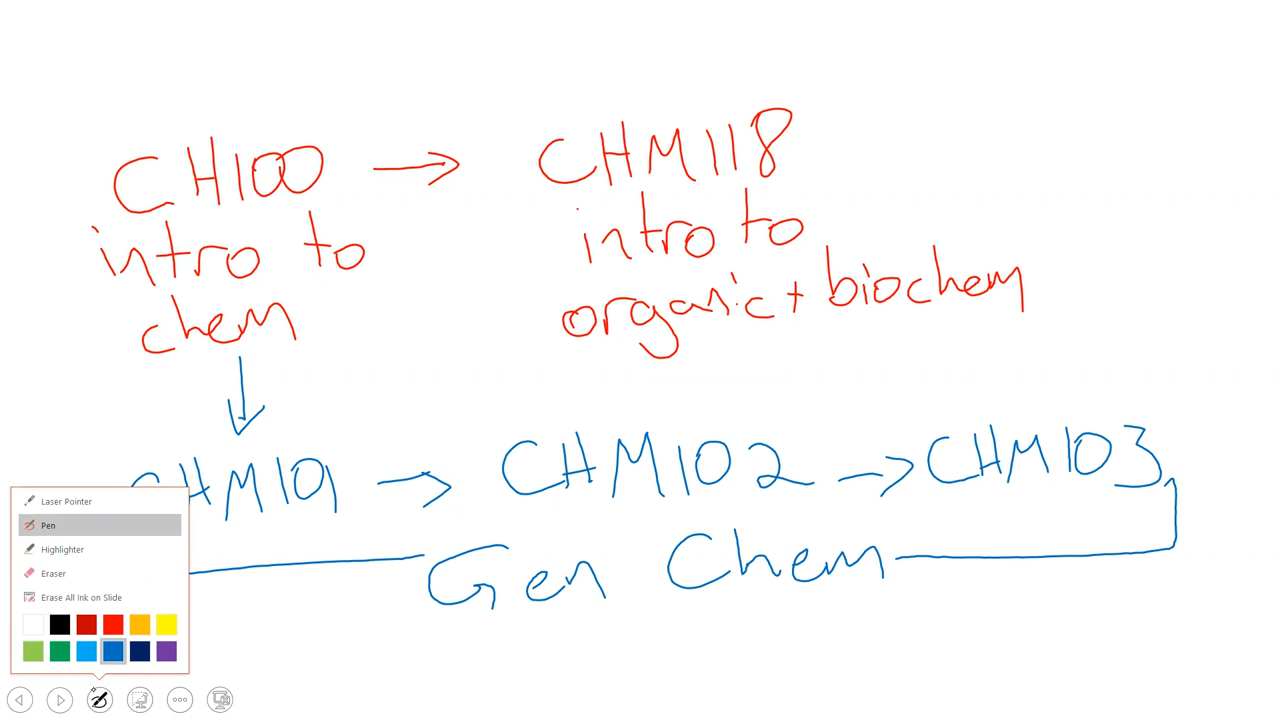 CH100 → CHM118
intro to
chem
intro to
organic + biochem
CHM101 → CHM102 → CHM103
Gen Chem
Laser Pointer
Pen
Highlighter
Eraser
Erase All Ink on Slide